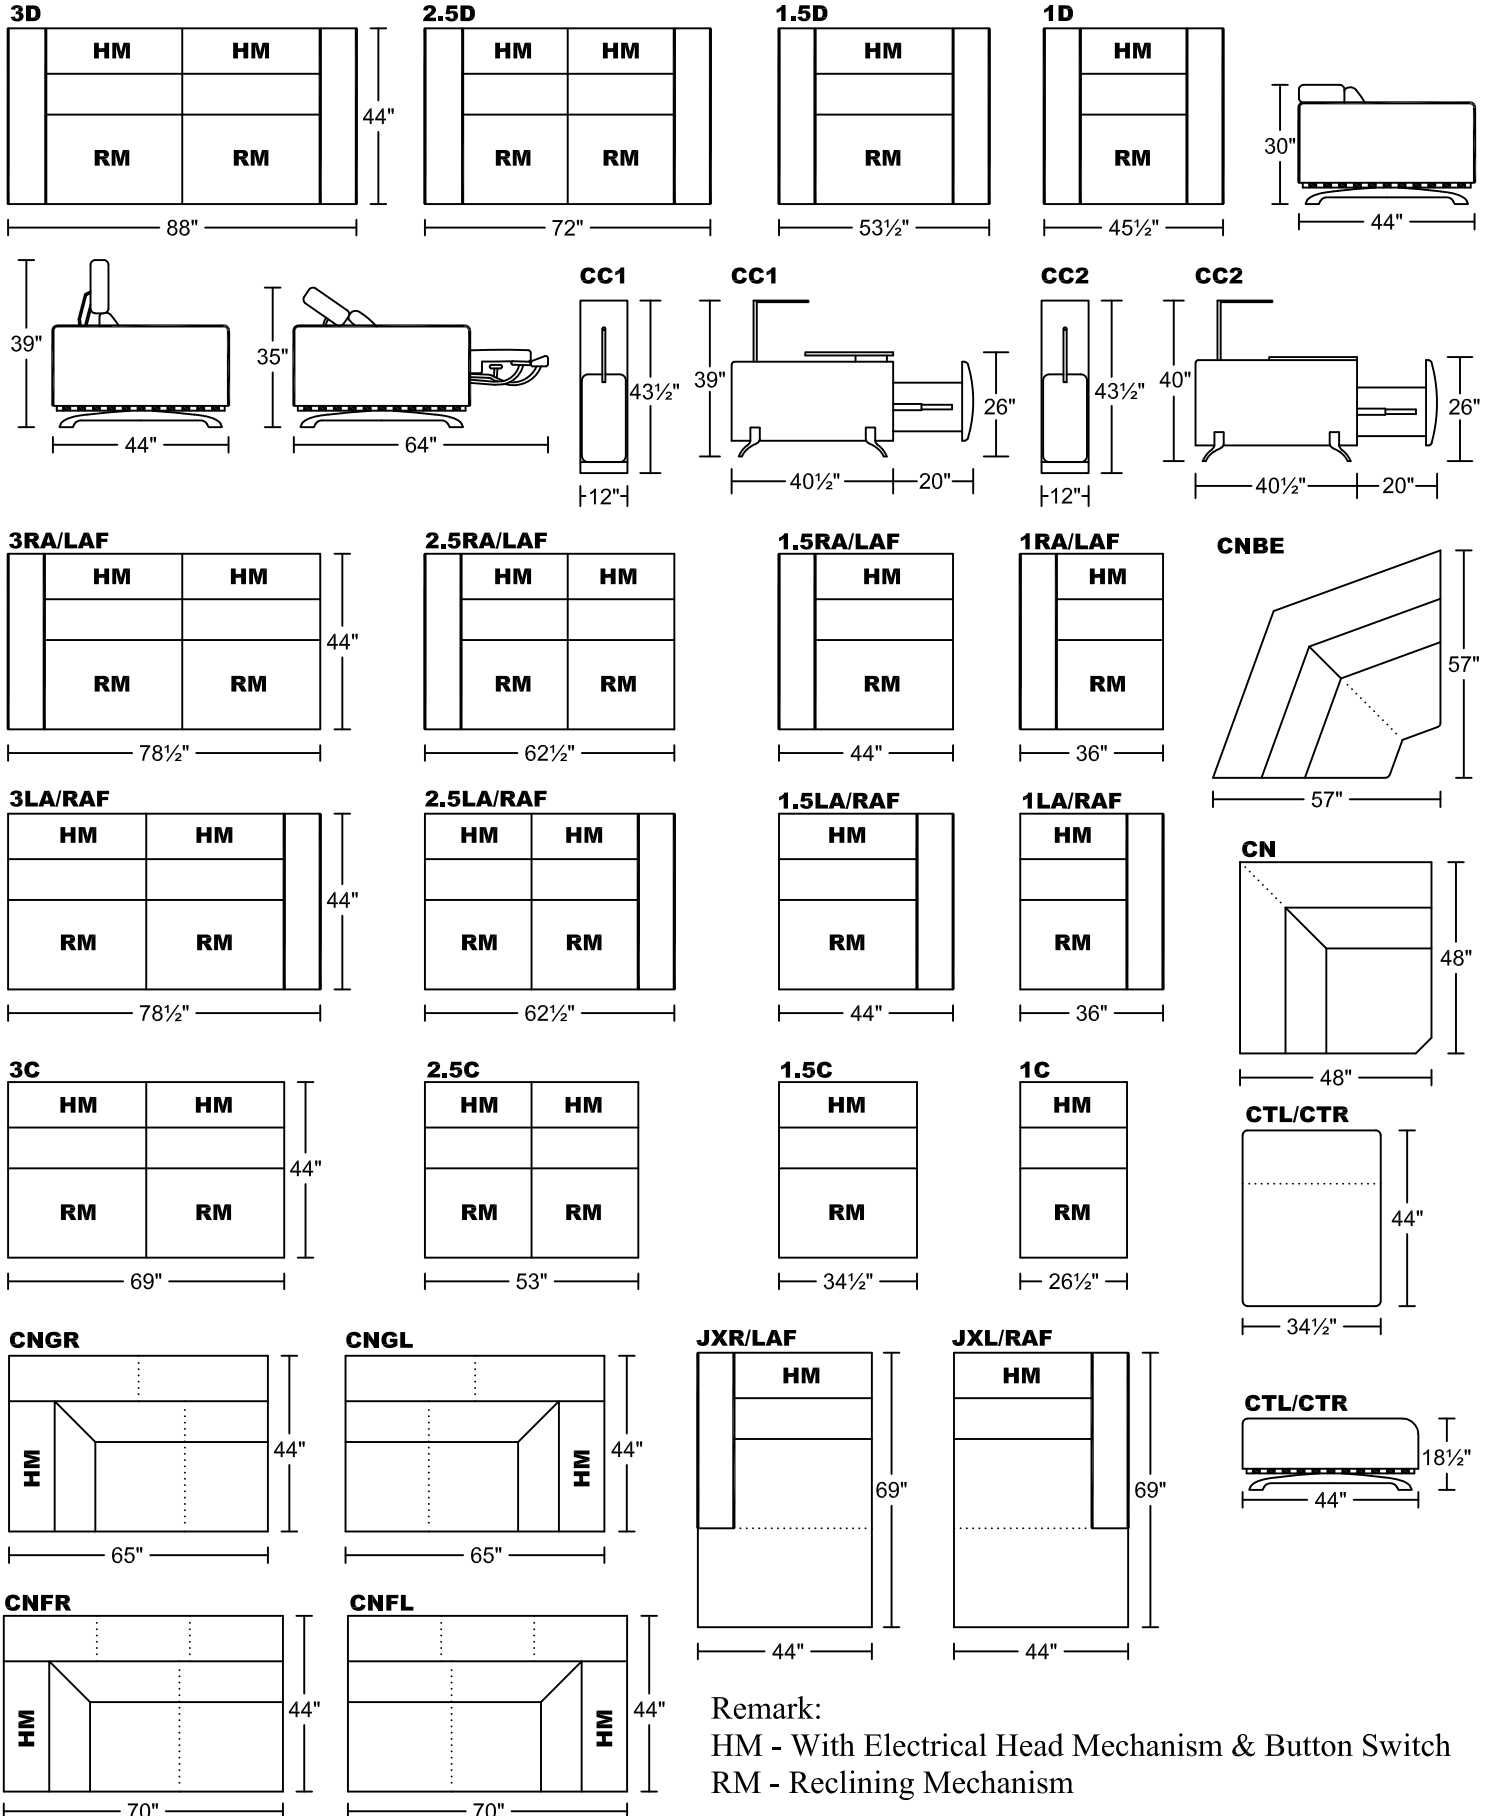 3D
2.5D
1.5D
1D
HM HM
HM HM
HM
HM
RM RM
RM RM
RM
RM
44"
30"
88"
72"
53½"
45½"
44"
CC1
CC1
CC2
CC2
39"
35"
43½"
39"
26"
43½"
40"
26"
44"
64"
12"
40½"
20"
12"
40½"
20"
3RA/LAF
2.5RA/LAF
1.5RA/LAF
1RA/LAF
CNBE
HM HM
HM HM
HM
HM
44"
57"
RM RM
RM RM
RM
RM
78½"
62½"
44"
36"
57"
3LA/RAF
2.5LA/RAF
1.5LA/RAF
1LA/RAF
CN
HM HM
HM HM
HM
HM
44"
48"
RM RM
RM RM
RM
RM
78½"
62½"
44"
36"
48"
3C
2.5C
1.5C
1C
CTL/CTR
HM HM
HM HM
HM
HM
44"
44"
RM RM
RM RM
RM
RM
69"
53"
34½"
26½"
34½"
CNGR
CNGL
JXR/LAF
JXL/RAF
CTL/CTR
HM
HM
HM
44"
HM
44"
69"
69"
18½"
44"
65"
65"
CNFR
CNFL
44"
44"
HM
44"
HM
44"
70"
70"
Remark:
HM - With Electrical Head Mechanism & Button Switch
RM - Reclining Mechanism